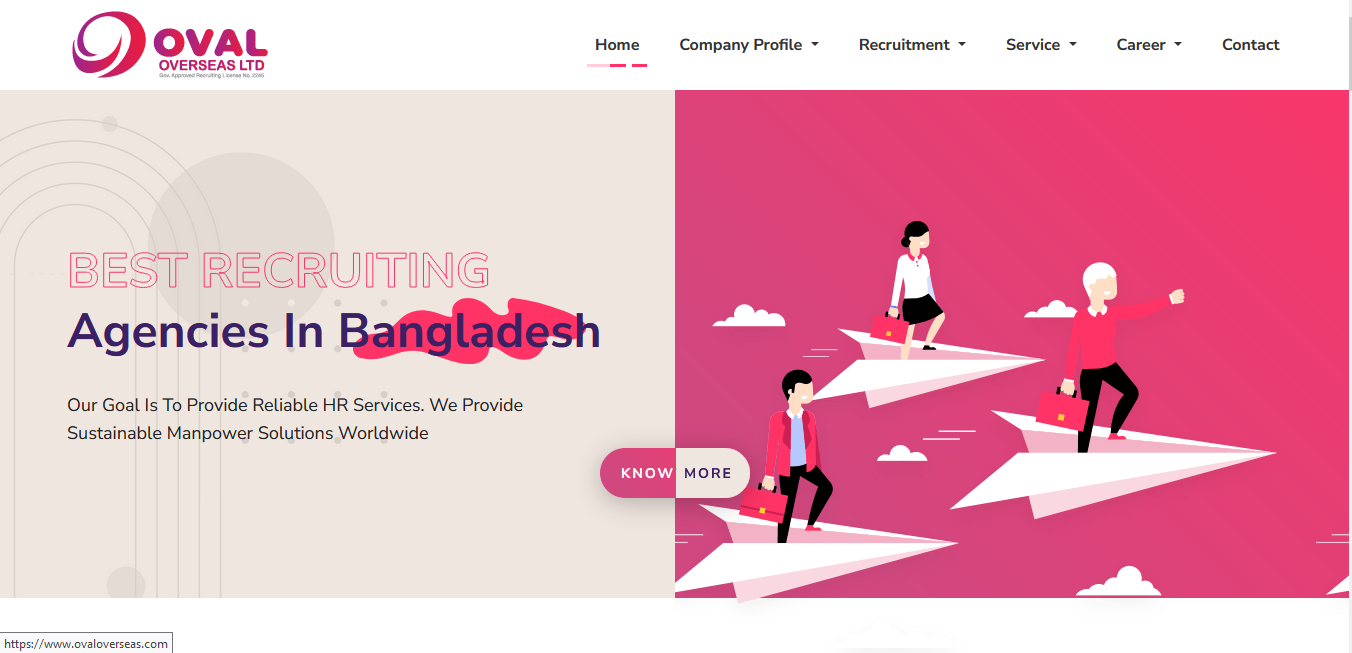 OVAL
OVERSEAS LTD
Gov. Approved Recruiting License No. 2245
Home
Company Profile
Recruitment
Service
Career
Contact
BEST RECRUITING
Agencies In Bangladesh
Our Goal Is To Provide Reliable HR Services. We Provide
Sustainable Manpower Solutions Worldwide
KNOW MORE
https://www.ovaloverseas.com